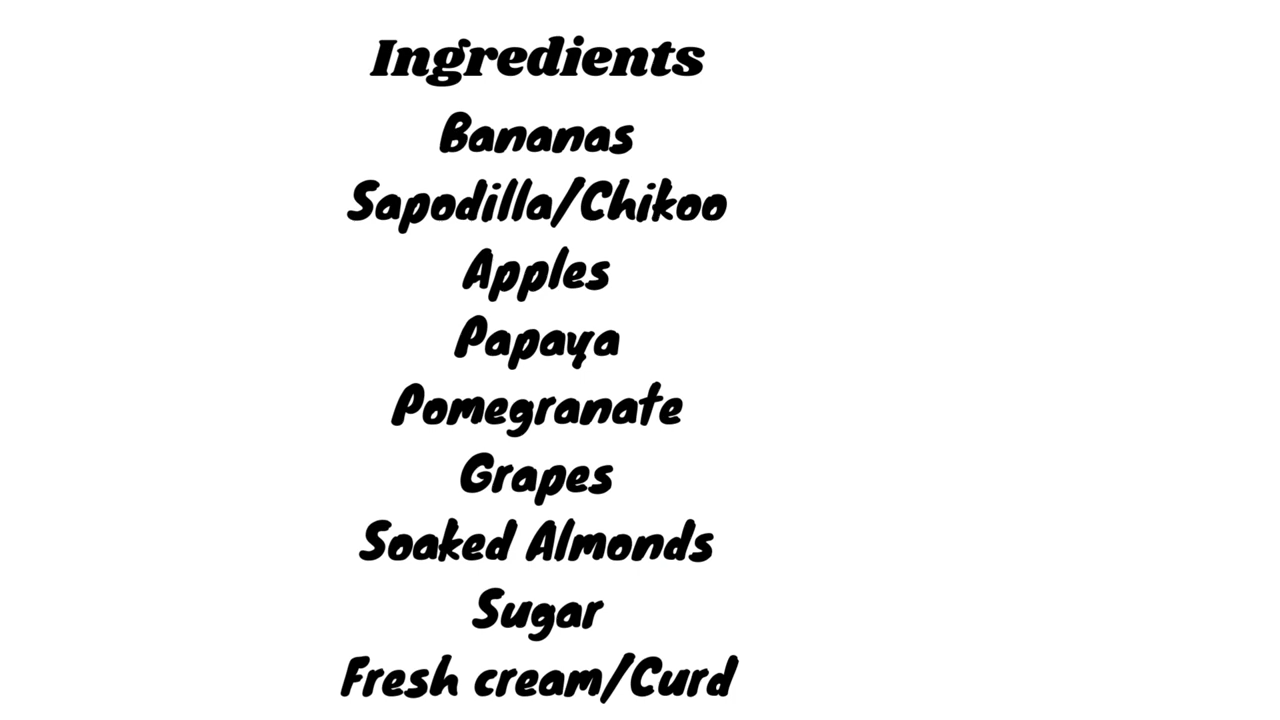 Ingredients
Bananas
Sapodilla/Chikoo
Apples
Papaya
Pomegranate
Grapes
Soaked Almonds
Sugar
Fresh cream/Curd